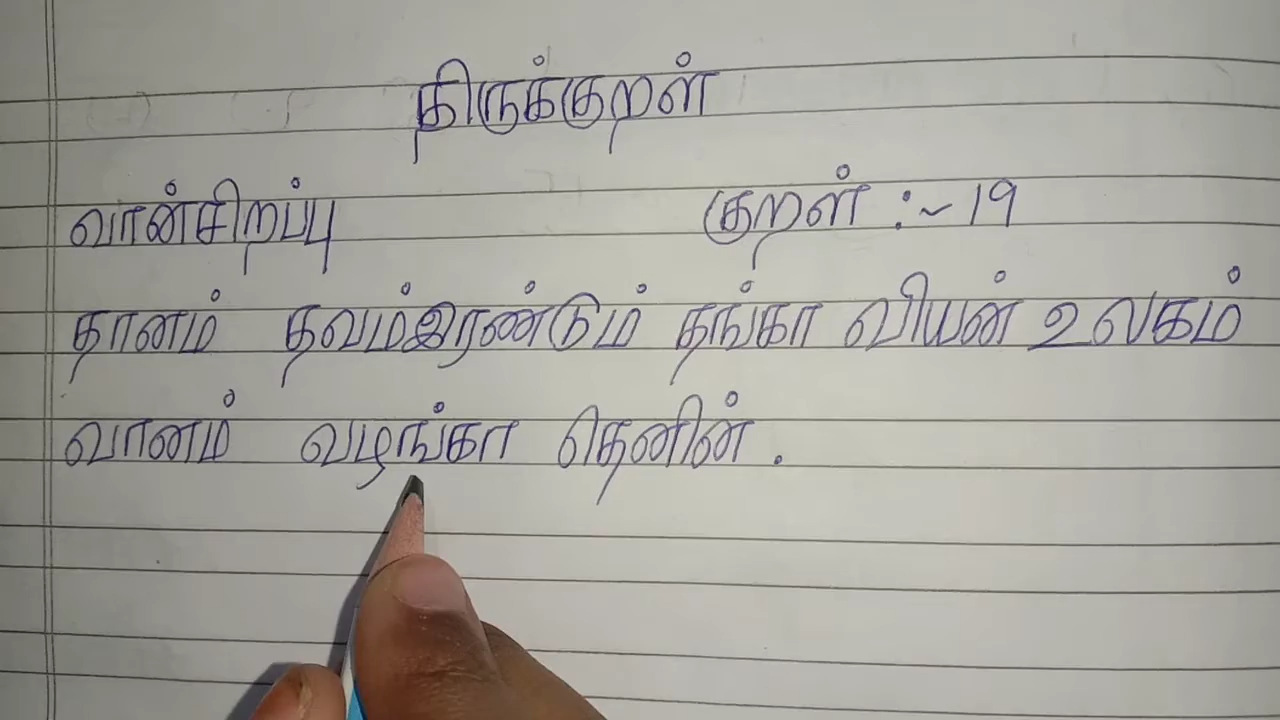 திருக்குறள்
வான்சிறப்பு குறள் :~ 19
தானம் தவம்இரண்டும் தங்கா வியன் உலகம்
வானம் வழங்கா தெனின் .